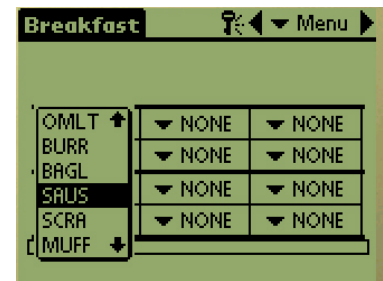 Breakfast Menu
OMLT NONE NONE
BURR NONE NONE
BAGL
SAUS NONE NONE
SCRA NONE NONE
MUFF